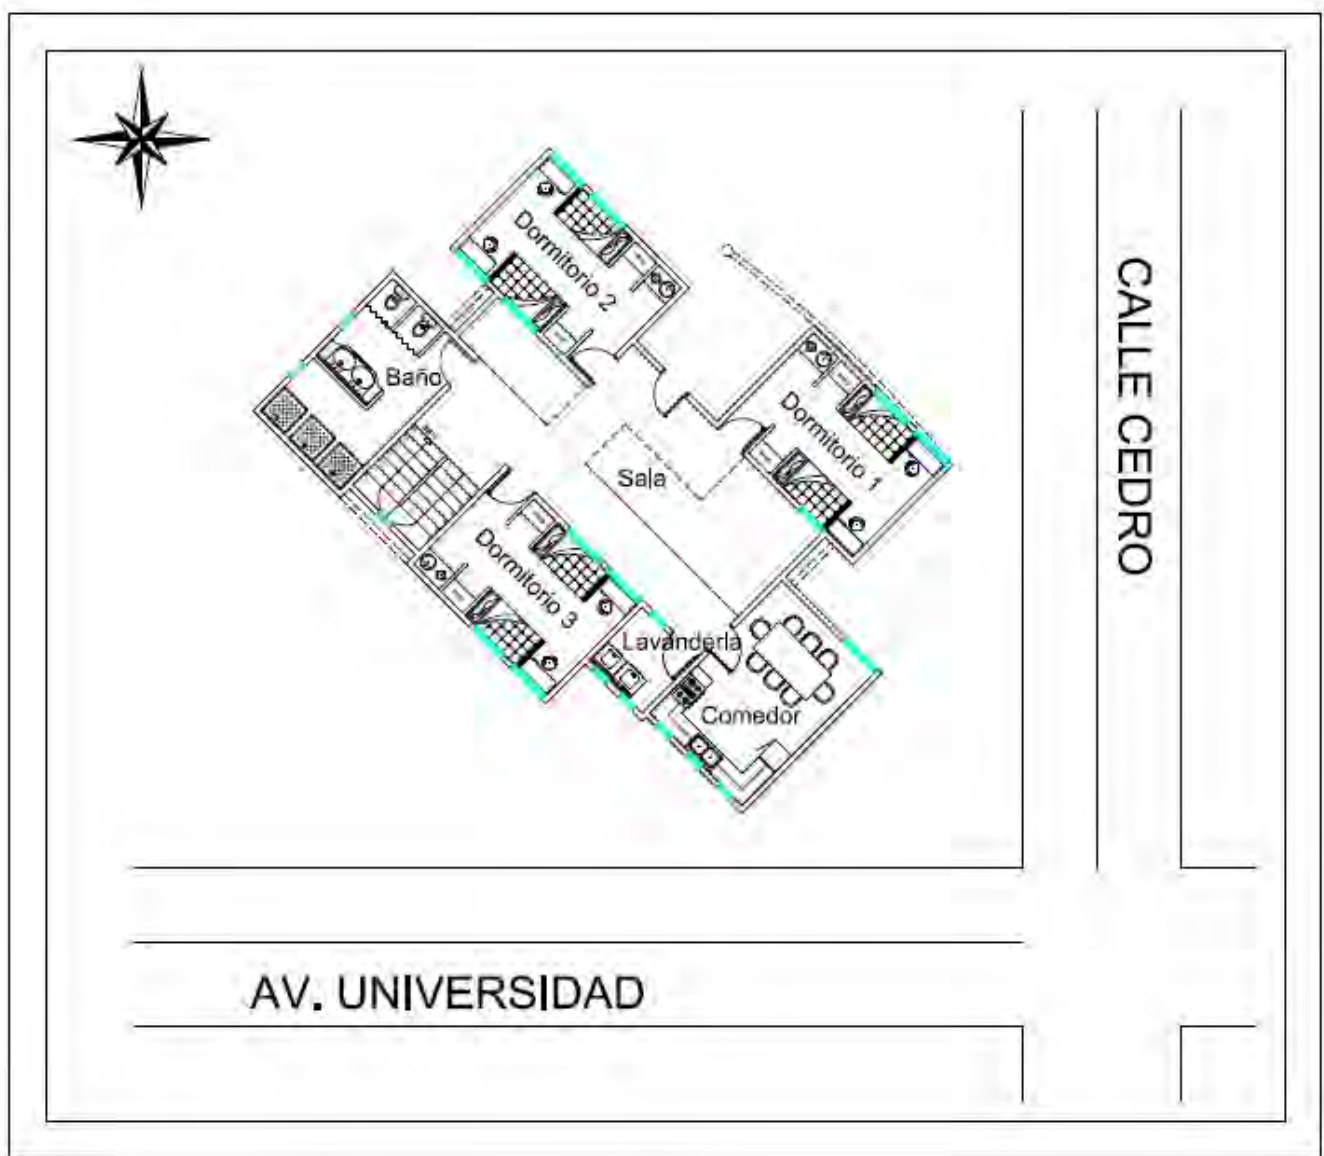 Dormitorio 2
CALLE CEDRO
Baño
Dormitorio 1
Sala
Dormitorio 3
Lavandería
Comedor
AV. UNIVERSIDAD